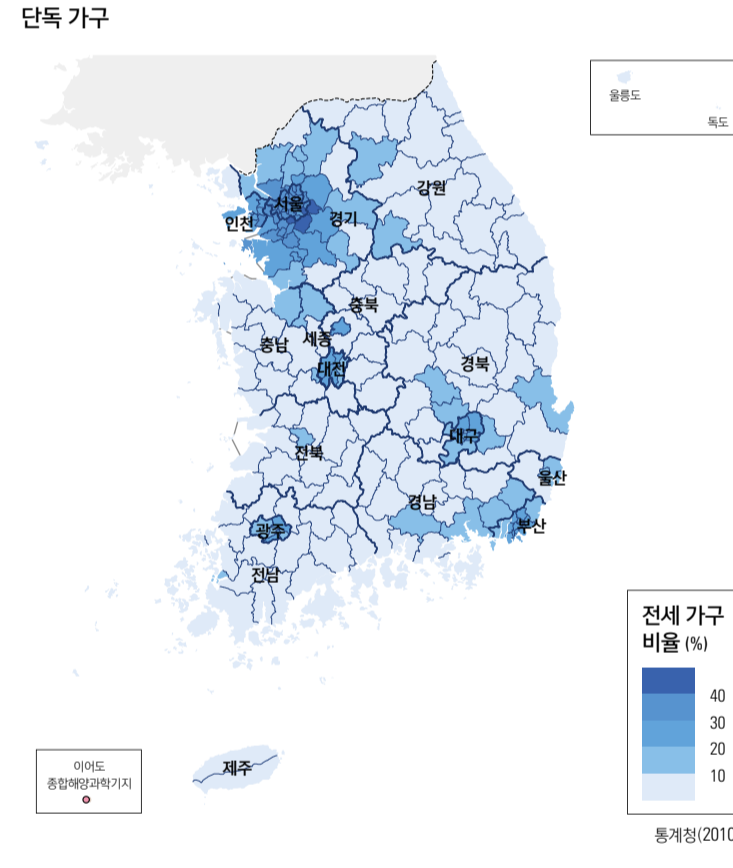 단독 가구
울릉도
독도
강원
서울
인천
경기
충북
세종
충남
대전
경북
대구
전북
울산
경남
부산
광주
전남
제주
이어도
종합해양과학기지
전세 가구
비율 (%)
40
30
20
10
통계청(2010